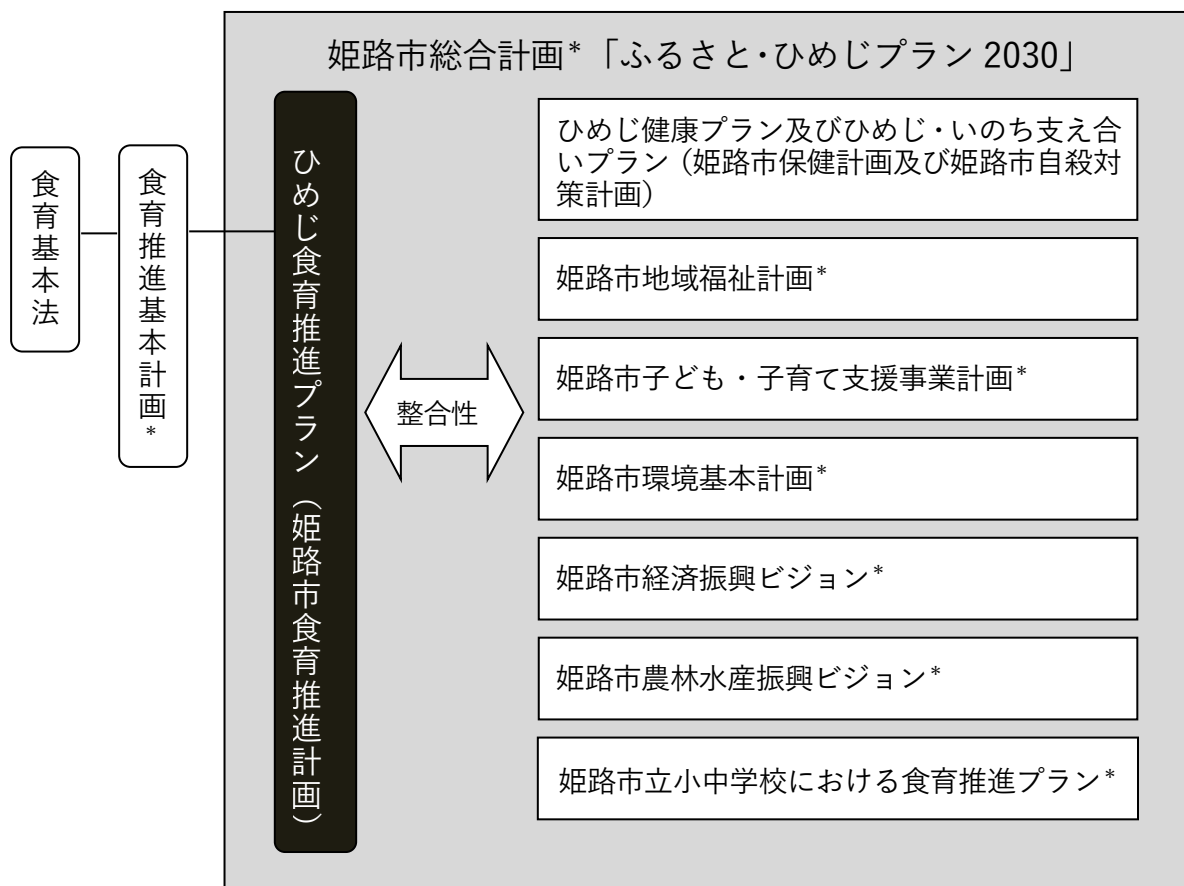 姫路市総合計画*「ふるさと・ひめじプラン 2030」
食育基本法
食育推進基本計画*
ひめじ食育推進プラン（姫路市食育推進計画）
整合性
ひめじ健康プラン及びひめじ・いのち支え合
いプラン（姫路市保健計画及び姫路市自殺対
策計画）
姫路市地域福祉計画*
姫路市子ども・子育て支援事業計画*
姫路市環境基本計画*
姫路市経済振興ビジョン*
姫路市農林水産振興ビジョン*
姫路市立小中学校における食育推進プラン*